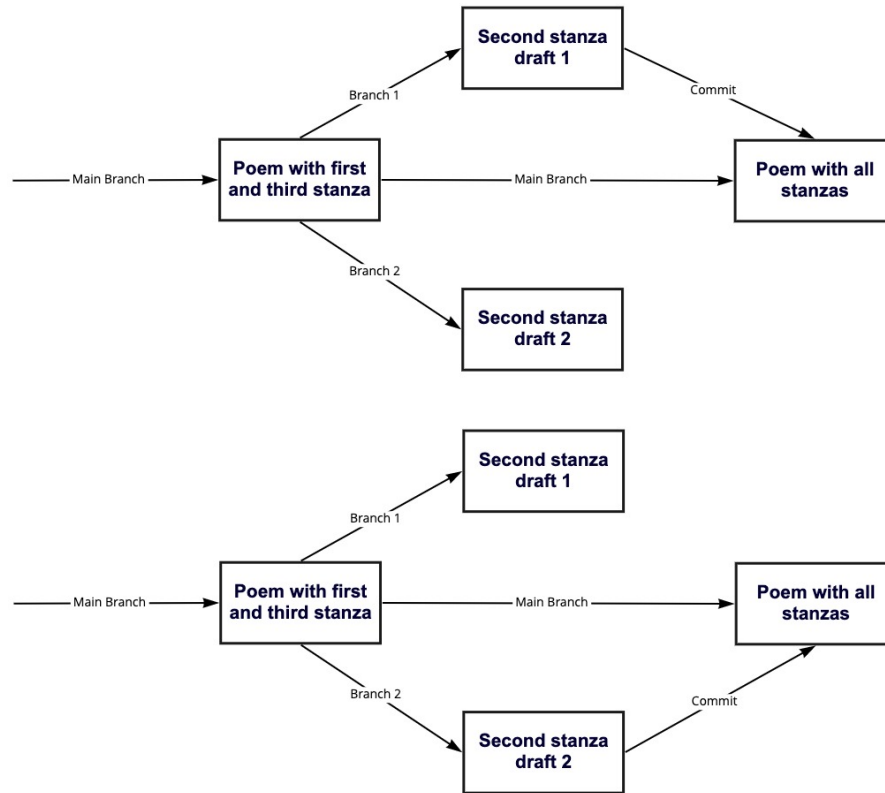 Second stanza
draft 1
Branch 1
Commit
Main Branch
Poem with first
and third stanza
Main Branch
Poem with all
stanzas
Branch 2
Second stanza
draft 2
Second stanza
draft 1
Branch 1
Main Branch
Poem with first
and third stanza
Main Branch
Poem with all
stanzas
Branch 2
Commit
Second stanza
draft 2